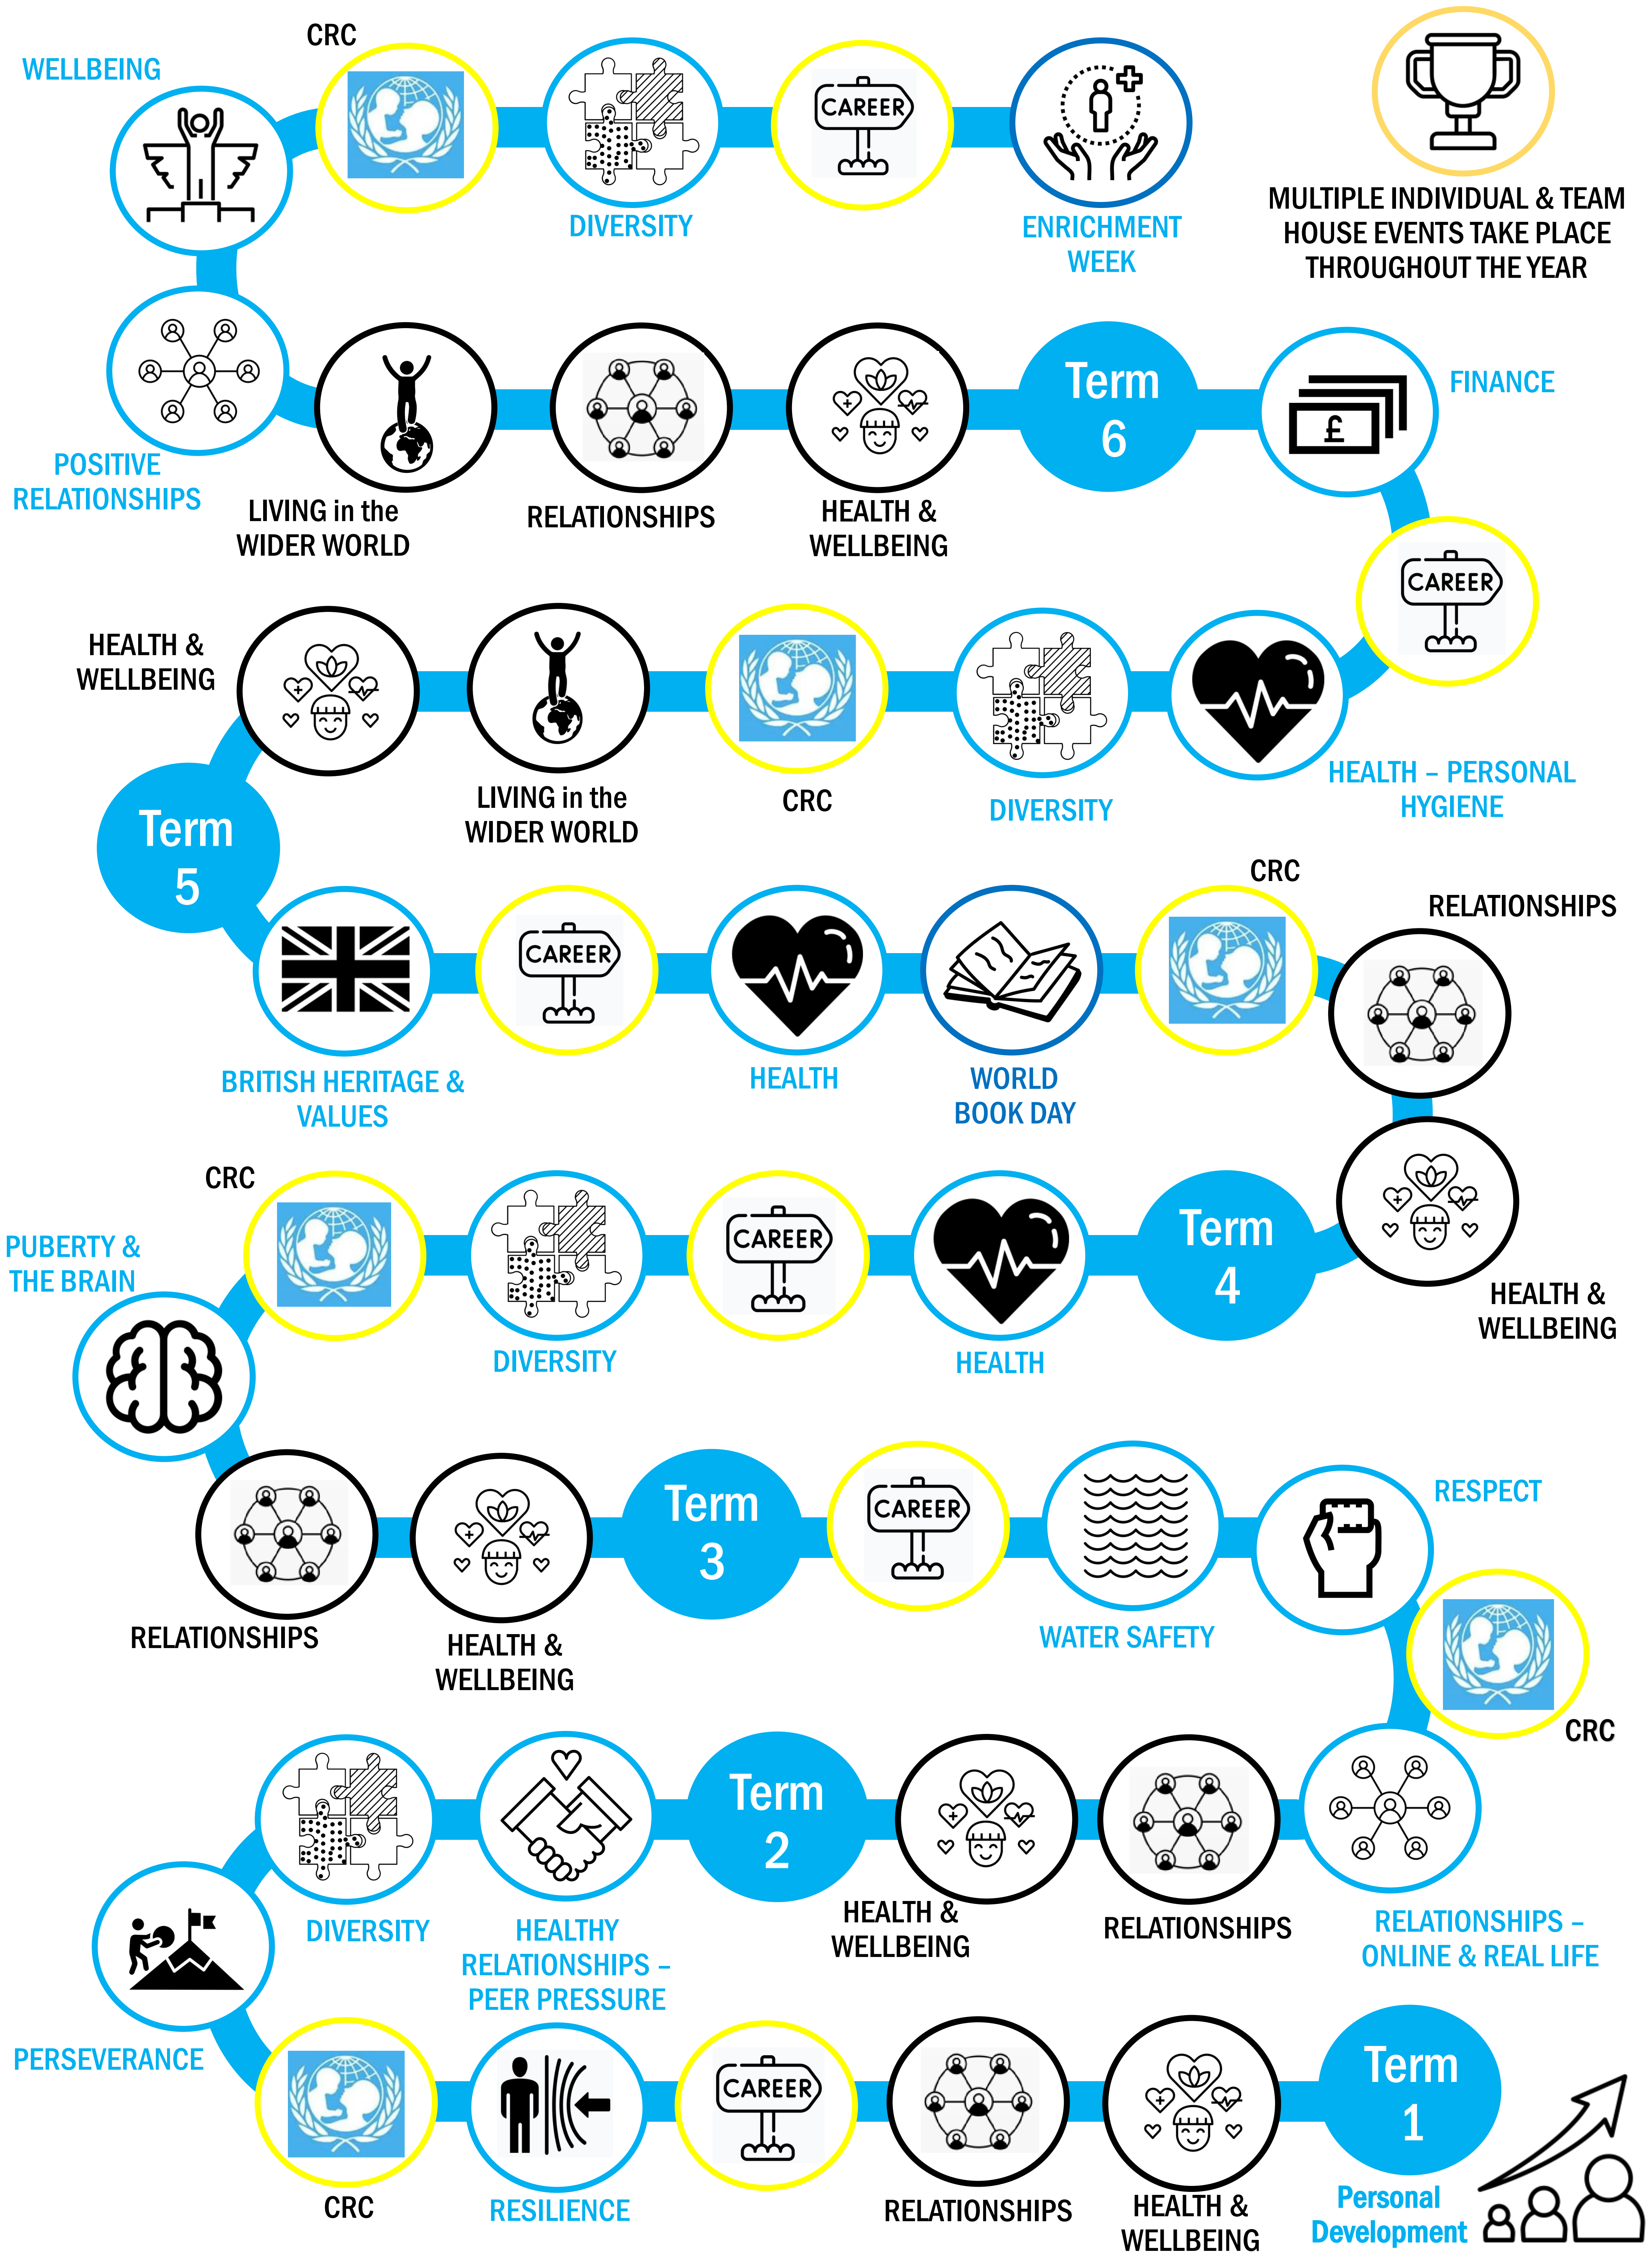 CRC
WELLBEING
CAREER
DIVERSITY
ENRICHMENT
WEEK
MULTIPLE INDIVIDUAL & TEAM
HOUSE EVENTS TAKE PLACE
THROUGHOUT THE YEAR
POSITIVE
RELATIONSHIPS
LIVING in the
WIDER WORLD
RELATIONSHIPS
HEALTH &
WELLBEING
Term
6
£
FINANCE
CAREER
HEALTH &
WELLBEING
LIVING in the
WIDER WORLD
CRC
DIVERSITY
HEALTH – PERSONAL
HYGIENE
Term
5
BRITISH HERITAGE &
VALUES
CAREER
HEALTH
WORLD
BOOK DAY
CRC
RELATIONSHIPS
HEALTH &
WELLBEING
Term
4
HEALTH
CAREER
DIVERSITY
CRC
PUBERTY &
THE BRAIN
RELATIONSHIPS
HEALTH &
WELLBEING
Term
3
CAREER
WATER SAFETY
RESPECT
CRC
RELATIONSHIPS –
ONLINE & REAL LIFE
RELATIONSHIPS
HEALTH &
WELLBEING
Term
2
HEALTHY
RELATIONSHIPS –
PEER PRESSURE
DIVERSITY
PERSEVERANCE
CRC
RESILIENCE
CAREER
RELATIONSHIPS
HEALTH &
WELLBEING
Term
1
Personal
Development